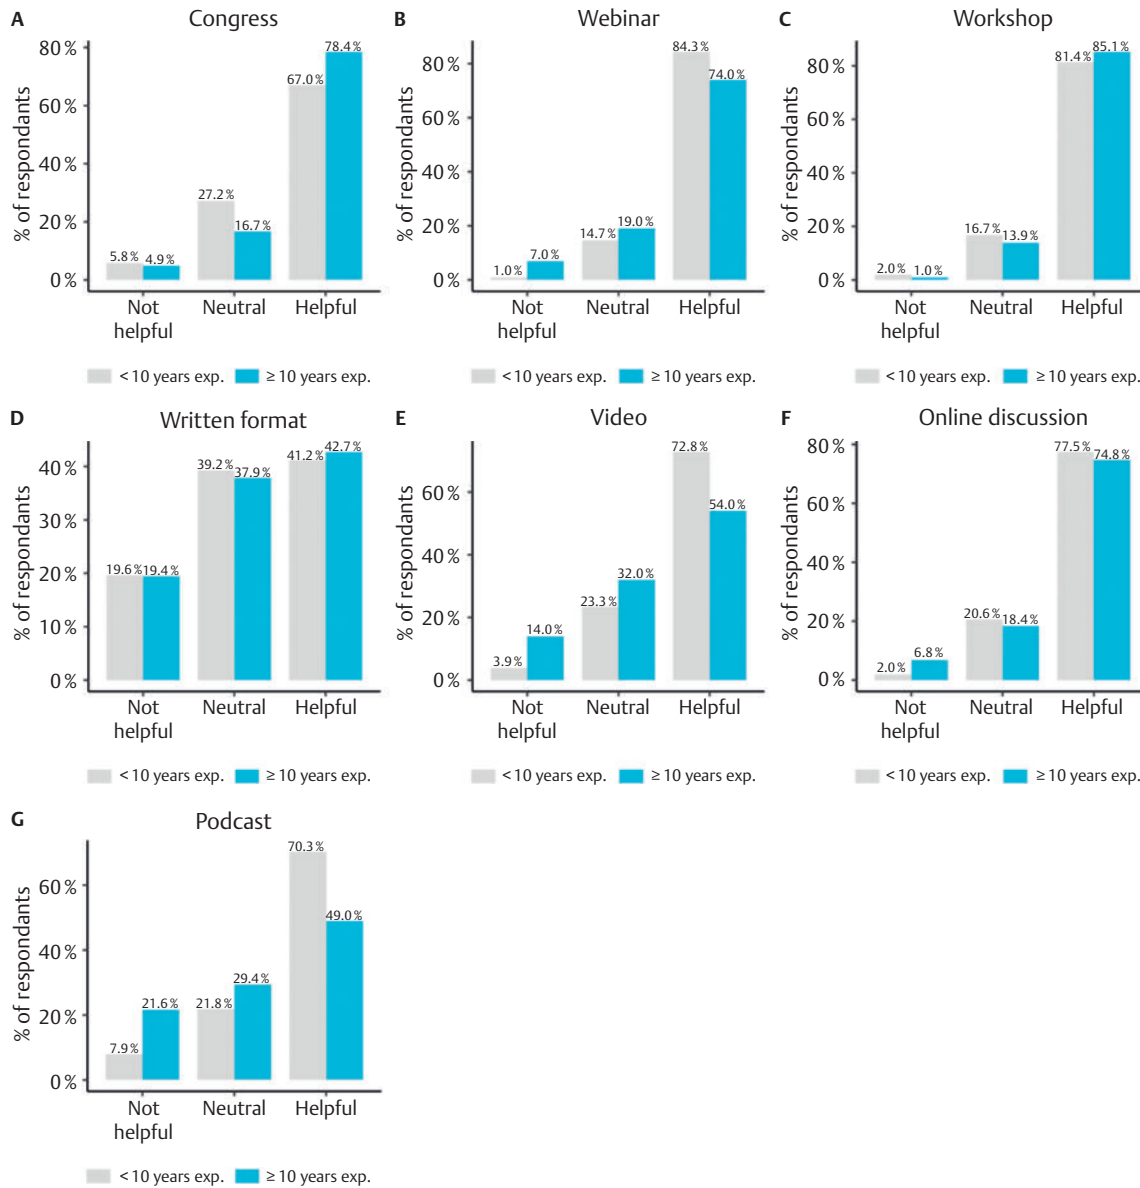 A Congress
% of respondants
80 %
60 %
40 %
20 %
0 %
5.8 % 4.9 %
27.2 % 16.7 %
67.0 % 78.4 %
Not helpful Neutral Helpful
< 10 years exp. ≥ 10 years exp.
B Webinar
% of respondants
80 %
60 %
40 %
20 %
0 %
1.0 % 7.0 %
14.7 % 19.0 %
84.3 % 74.0 %
Not helpful Neutral Helpful
< 10 years exp. ≥ 10 years exp.
C Workshop
% of respondants
80 %
60 %
40 %
20 %
0 %
2.0 % 1.0 %
16.7 % 13.9 %
81.4 % 85.1 %
Not helpful Neutral Helpful
< 10 years exp. ≥ 10 years exp.
D Written format
% of respondants
40 %
30 %
20 %
10 %
0 %
19.6 % 19.4 %
39.2 % 37.9 %
41.2 % 42.7 %
Not helpful Neutral Helpful
< 10 years exp. ≥ 10 years exp.
E Video
% of respondants
60 %
40 %
20 %
0 %
3.9 % 14.0 %
23.3 % 32.0 %
72.8 % 54.0 %
Not helpful Neutral Helpful
< 10 years exp. ≥ 10 years exp.
F Online discussion
% of respondants
80 %
60 %
40 %
20 %
0 %
2.0 % 6.8 %
20.6 % 18.4 %
77.5 % 74.8 %
Not helpful Neutral Helpful
< 10 years exp. ≥ 10 years exp.
G Podcast
% of respondants
60 %
40 %
20 %
0 %
7.9 % 21.6 %
21.8 % 29.4 %
70.3 % 49.0 %
Not helpful Neutral Helpful
< 10 years exp. ≥ 10 years exp.